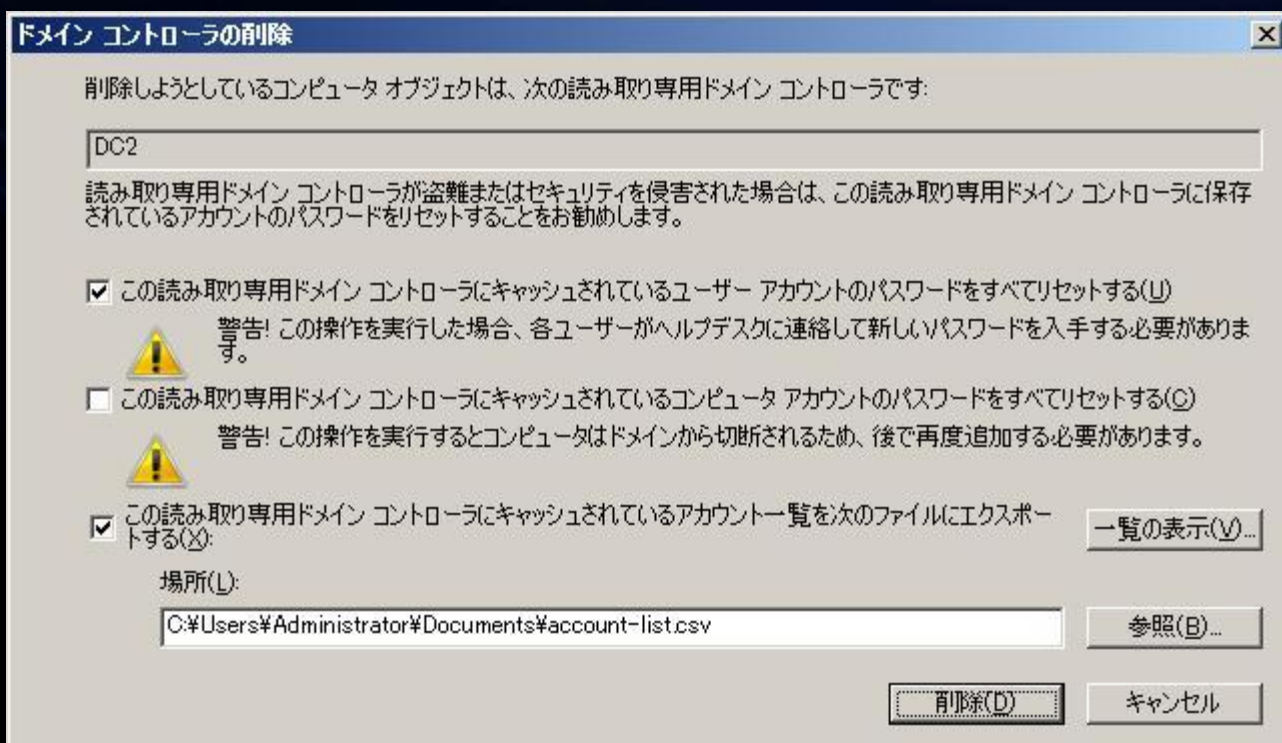 ドメイン コントローラの削除
削除しようとしているコンピュータ オブジェクトは、次の読み取り専用ドメイン コントローラです:
DC2
読み取り専用ドメイン コントローラが盗難またはセキュリティを侵害された場合は、この読み取り専用ドメイン コントローラに保存
されているアカウントのパスワードをリセットすることをお勧めします。
この読み取り専用ドメイン コントローラにキャッシュされているユーザー アカウントのパスワードをすべてリセットする(U)
警告! この操作を実行した場合、各ユーザーがヘルプデスクに連絡して新しいパスワードを入手する必要がありま
す。
この読み取り専用ドメイン コントローラにキャッシュされているコンピュータ アカウントのパスワードをすべてリセットする(C)
警告! この操作を実行するとコンピュータはドメインから切断されるため、後で再度追加する必要があります。
この読み取り専用ドメイン コントローラにキャッシュされているアカウント一覧を次のファイルにエクスポー
トする(X):
一覧の表示(V)...
場所(L):
C:¥Users¥Administrator¥Documents¥account-list.csv
参照(B)...
削除(D)
キャンセル